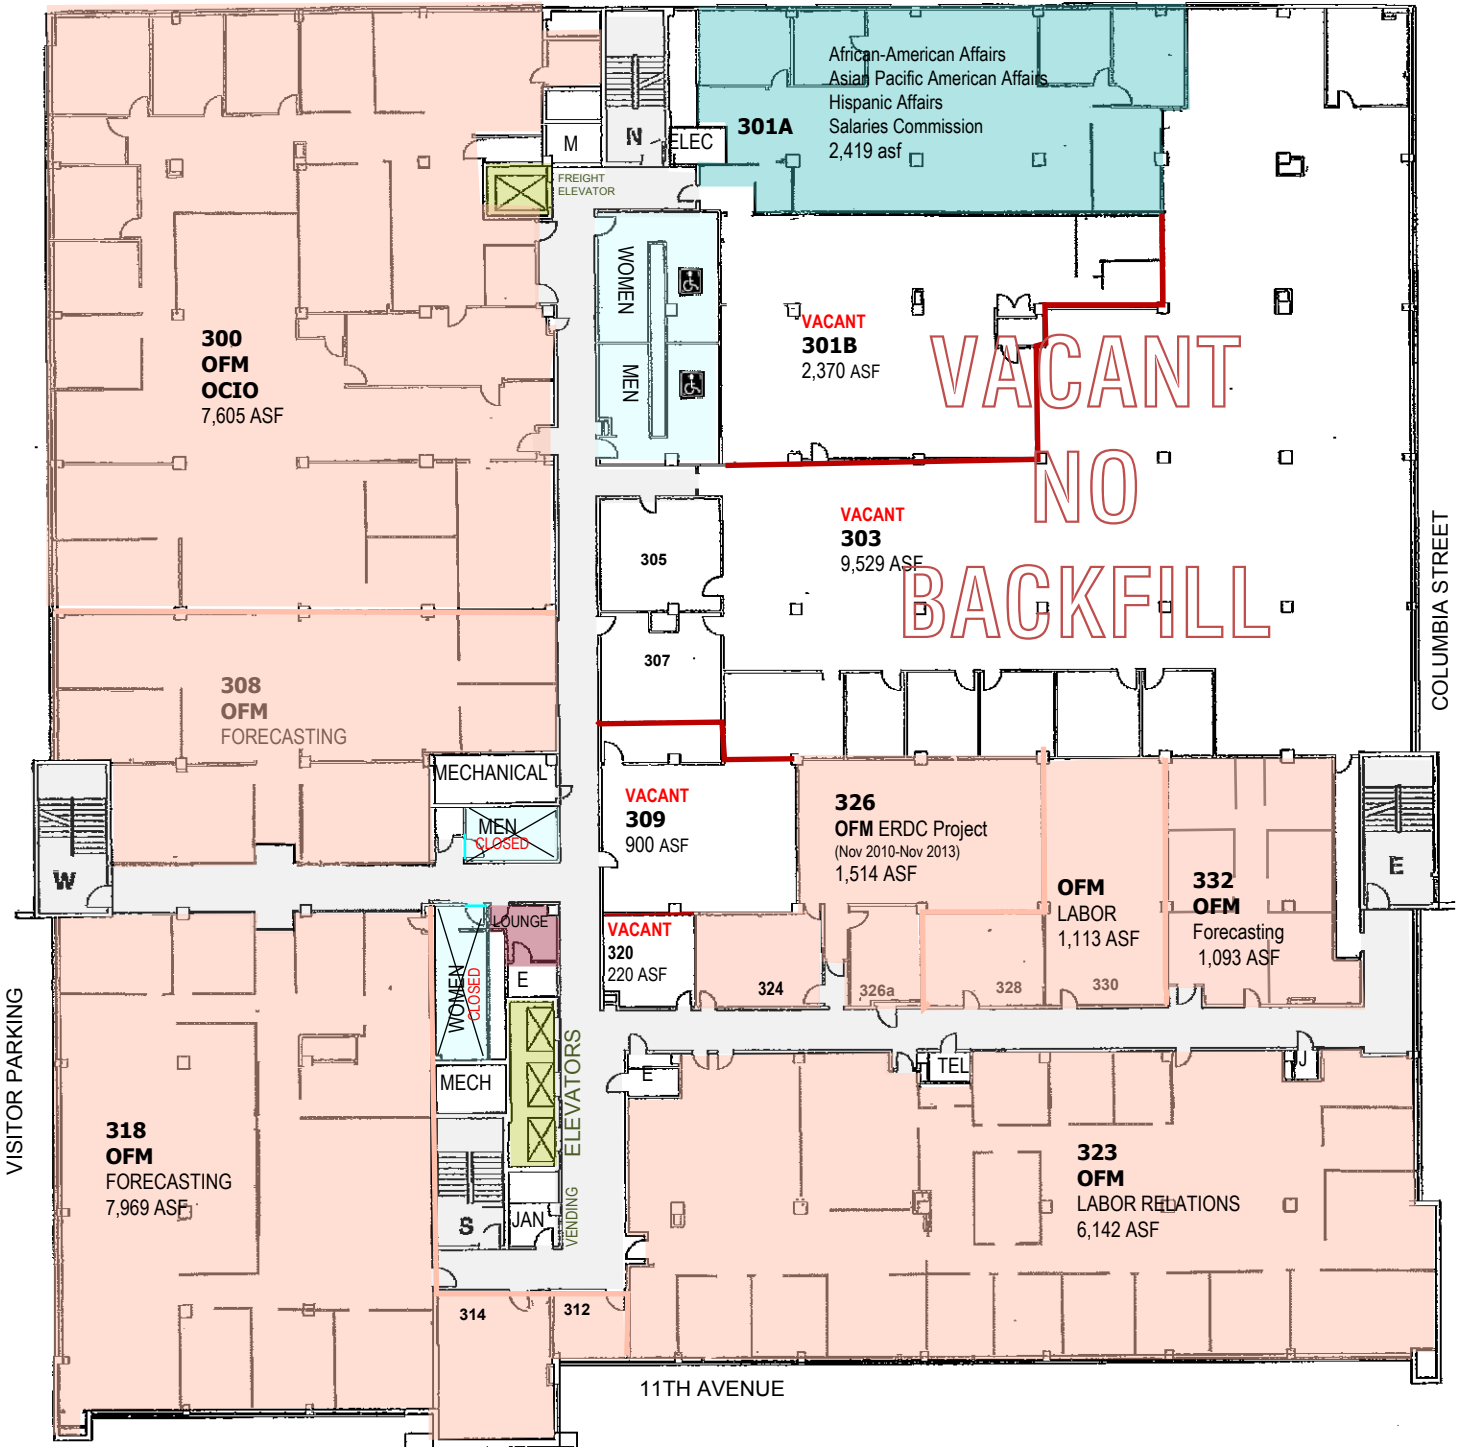 African-American Affairs
Asian Pacific American Affairs
Hispanic Affairs
Salaries Commission
2,419 asf
301A
N
M
ELEC
FREIGHT
ELEVATOR
WOMEN
MEN
300
OFM
OCIO
7,605 ASF
VACANT
301B
2,370 ASF
VACANT
NO
BACKFILL
VACANT
303
9,529 ASF
305
307
COLUMBIA STREET
308
OFM
FORECASTING
MECHANICAL
MEN
CLOSED
W
VACANT
309
900 ASF
326
OFM ERDC Project
(Nov 2010-Nov 2013)
1,514 ASF
OFM
LABOR
1,113 ASF
332
OFM
Forecasting
1,093 ASF
E
LOUNGE
WOMEN
CLOSED
E
VACANT
320
220 ASF
324
326a
328
330
VISITOR PARKING
MECH
ELEVATORS
E
TEL
J
318
OFM
FORECASTING
7,969 ASF
S
JAN
VENDING
323
OFM
LABOR RELATIONS
6,142 ASF
314
312
11TH AVENUE